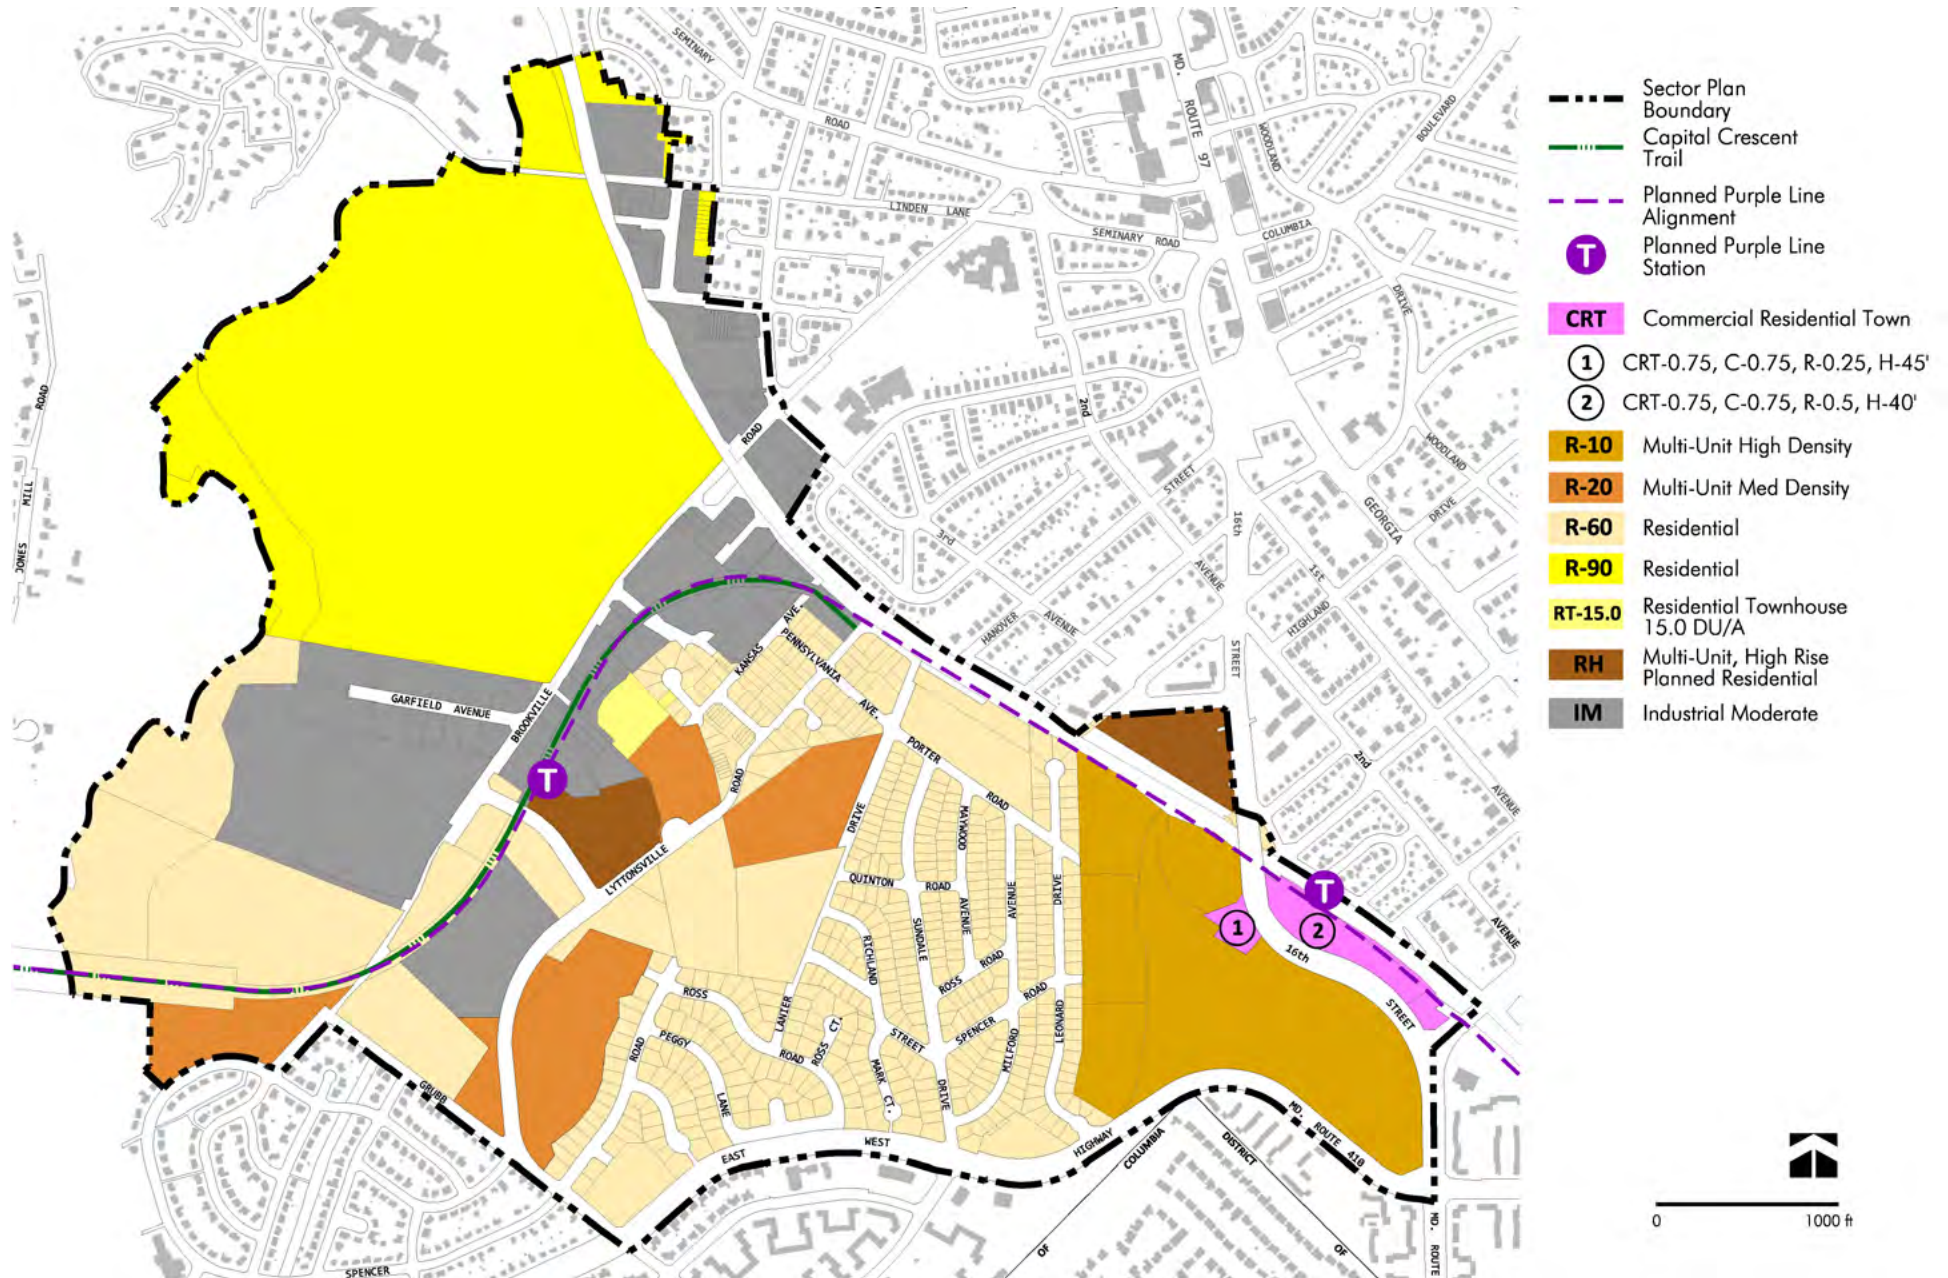 SEMINARY
ROAD
MD.
ROUTE
97
WOODLAND
BOULEVARD
LINDEN LANE
SEMINARY ROAD
COLUMBIA
DRIVE
ROAD
MILL
JONES
ROAD
2nd
STREET
3rd
AVENUE
16th
STREET
GEORGIA
WOODLAND
DRIVE
1st
HIGHLAND
HANOVER AVENUE
2nd
AVENUE
AVENUE
GARFIELD AVENUE
BROOKVILLE
KANSAS AVE.
PENNSYLVANIA AVE.
PORTER ROAD
T
LYTTONSVILLE ROAD
DRIVE
MAYWOOD
AVENUE
QUINTON ROAD
SUNDALE
DRIVE
AVENUE
MILFORD
DRIVE
LEONARD
RICHLAND
STREET
ROSS ROAD
SPENCER ROAD
LANIER
ROSS
ROAD
ROSS CT.
MARK CT.
PEGGY
LANE
ROAD
GRUBB
EAST WEST HIGHWAY
COLUMBIA
DISTRICT
OF
OF
MD. ROUTE 410
MD. ROUTE
SPENCER
T
1
2
16th
STREET
Sector Plan
Boundary
Capital Crescent
Trail
Planned Purple Line
Alignment
T
Planned Purple Line
Station
CRT Commercial Residential Town
1 CRT-0.75, C-0.75, R-0.25, H-45'
2 CRT-0.75, C-0.75, R-0.5, H-40'
R-10 Multi-Unit High Density
R-20 Multi-Unit Med Density
R-60 Residential
R-90 Residential
RT-15.0 Residential Townhouse
15.0 DU/A
RH Multi-Unit, High Rise
Planned Residential
IM Industrial Moderate
0 1000 ft